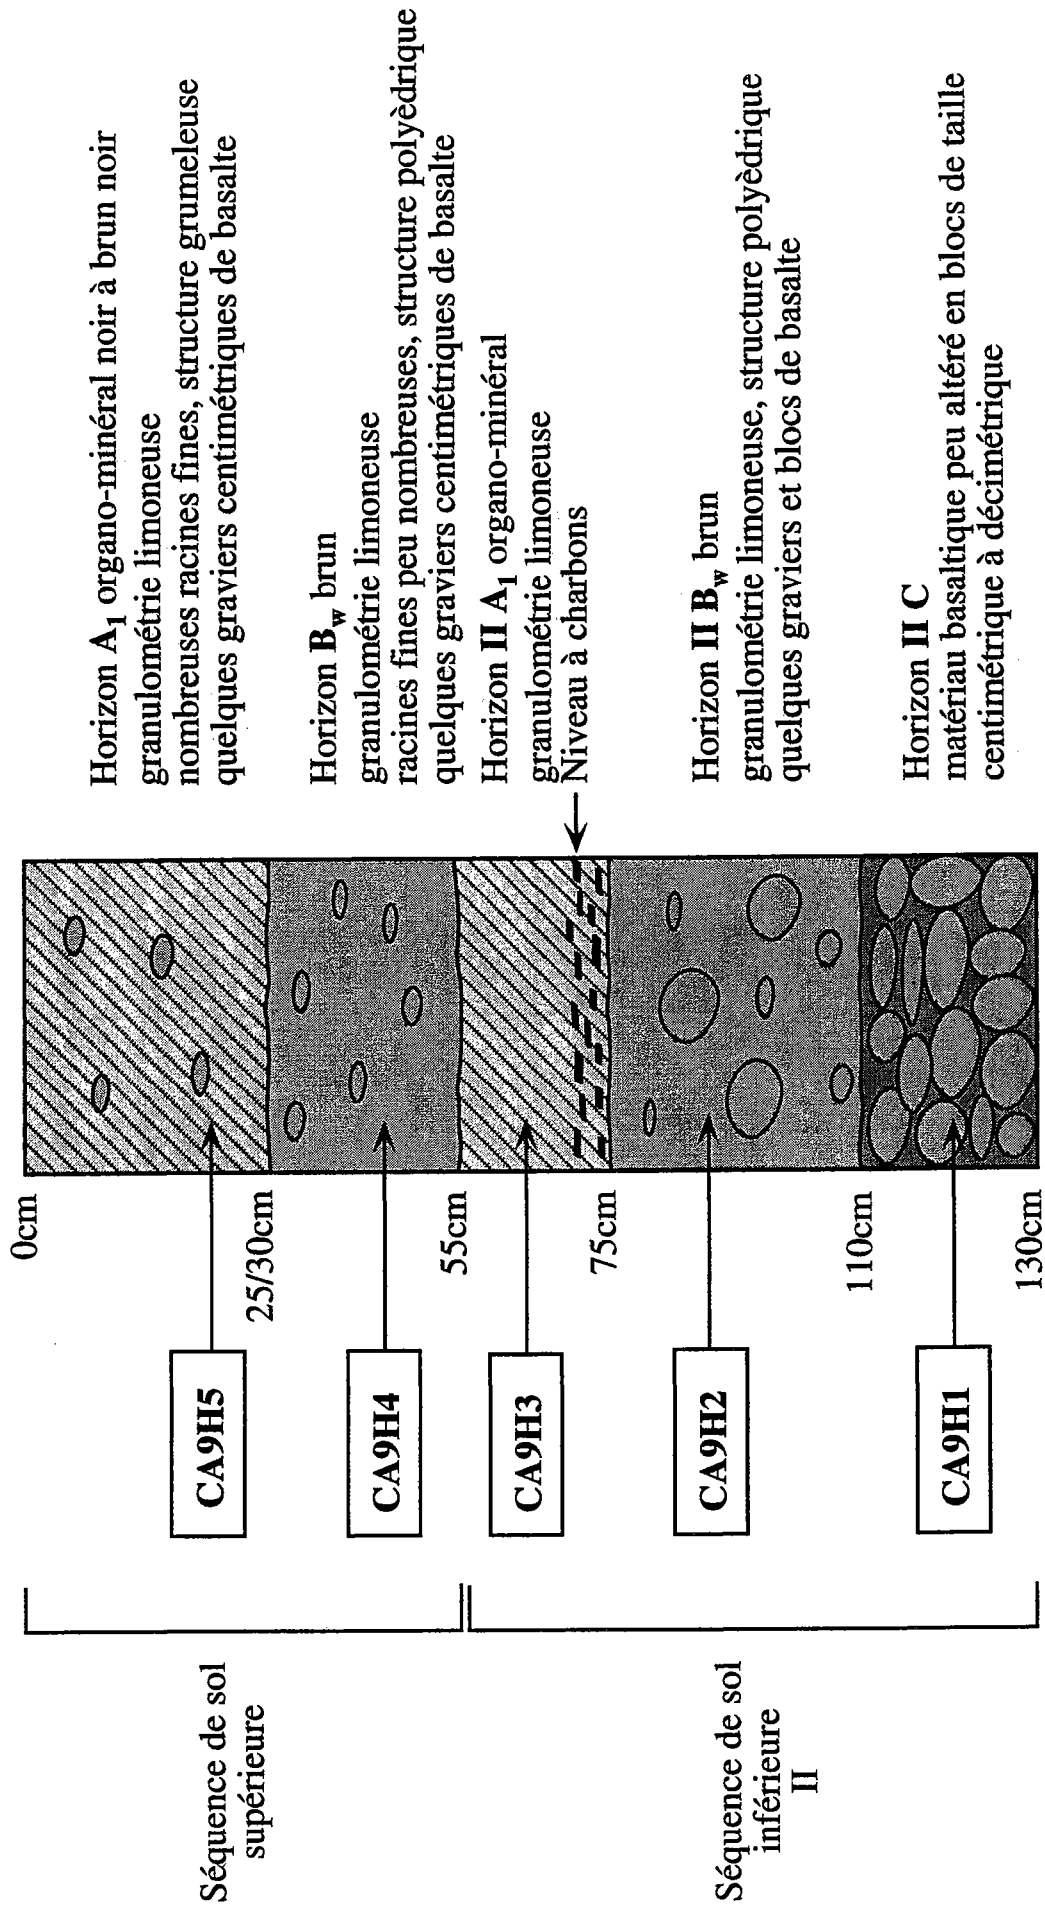 Séquence de sol
supérieure
Séquence de sol
inférieure
II
CA9H5
CA9H4
CA9H3
CA9H2
CA9H1
0cm
25/30cm
55cm
75cm
110cm
130cm
Horizon A1 organo-minéral noir à brun noir
granulométrie limoneuse
nombreuses racines fines, structure grumeleuse
quelques graviers centimétriques de basalte
Horizon Bw brun
granulométrie limoneuse
racines fines peu nombreuses, structure polyèdrique
quelques graviers centimétriques de basalte
Horizon II A1 organo-minéral
granulométrie limoneuse
Niveau à charbons
Horizon II Bw brun
granulométrie limoneuse, structure polyèdrique
quelques graviers et blocs de basalte
Horizon II C
matériau basaltique peu altéré en blocs de taille
centimétrique à décimétrique